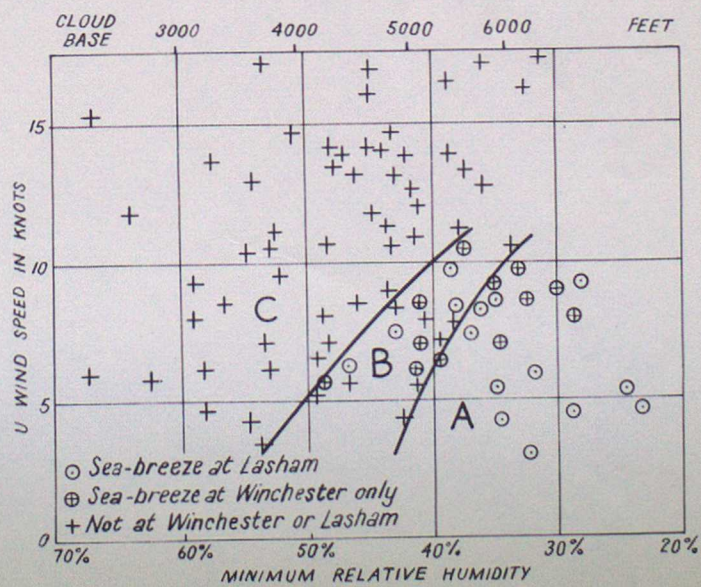 CLOUD BASE 3000 4000 5000 6000 FEET
15
10
5
0
U WIND SPEED IN KNOTS
C
B
A
Sea-breeze at Lasham
Sea-breeze at Winchester only
Not at Winchester or Lasham
70% 60% 50% 40% 30% 20%
MINIMUM RELATIVE HUMIDITY